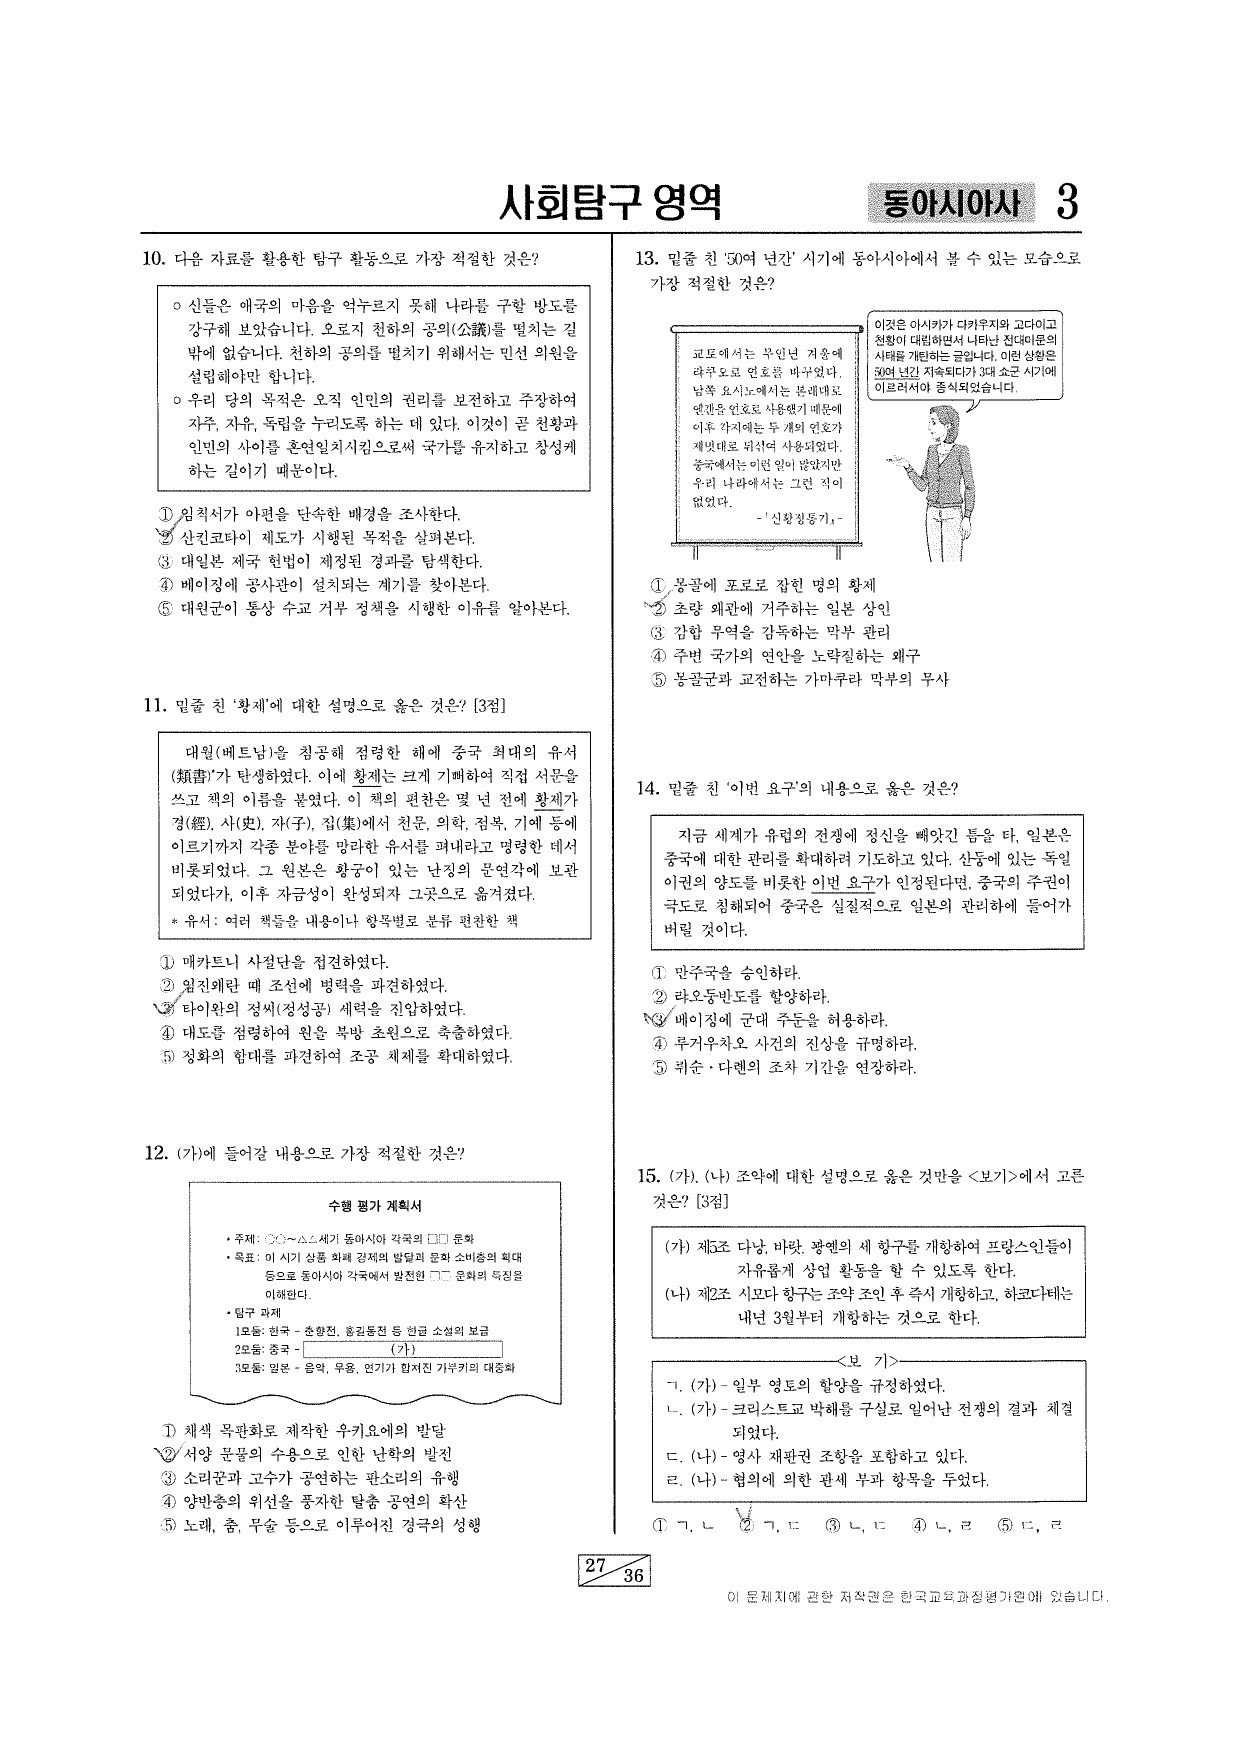 사회탐구 영역
동아시아사 3
10. 다음 자료를 활용한 탐구 활동으로 가장 적절한 것은?
○ 신들은 애국의 마음을 억누르지 못해 나라를 구할 방도를
강구해 보았습니다. 오로지 천하의 공의(公議)를 떨치는 길
밖에 없습니다. 천하의 공의를 떨치기 위해서는 민선 의원을
설립해야만 합니다.
○ 우리 당의 목적은 오직 인민의 권리를 보전하고 주장하여
자주, 자유, 독립을 누리도록 하는 데 있다. 이것이 곧 천황과
인민의 사이를 혼연일치시킴으로써 국가를 유지하고 창성케
하는 길이기 때문이다.
① 임칙서가 아편을 단속한 배경을 조사한다.
② 산킨코타이 제도가 시행된 목적을 살펴본다.
③ 대일본 제국 헌법이 제정된 경과를 탐색한다.
④ 베이징에 공사관이 설치되는 계기를 찾아본다.
⑤ 대원군이 통상 수교 거부 정책을 시행한 이유를 알아본다.
11. 밑줄 친 ‘황제’에 대한 설명으로 옳은 것은? [3점]
대월(베트남)을 침공해 점령한 해에 중국 최대의 유서
(類書)*가 탄생하였다. 이에 황제는 크게 기뻐하여 직접 서문을
쓰고 책의 이름을 붙였다. 이 책의 편찬은 몇 년 전에 황제가
경(經), 사(史), 자(子), 집(集)에서 천문, 의학, 점복, 기예 등에
이르기까지 각종 분야를 망라한 유서를 펴내라고 명령한 데서
비롯되었다. 그 원본은 황궁이 있는 난징의 문연각에 보관
되었다가, 이후 자금성이 완성되자 그곳으로 옮겨졌다.
* 유서: 여러 책들을 내용이나 항목별로 분류 편찬한 책
① 매카트니 사절단을 접견하였다.
② 임진왜란 때 조선에 병력을 파견하였다.
③ 타이완의 정씨(정성공) 세력을 진압하였다.
④ 대도를 점령하여 원을 북방 초원으로 축출하였다.
⑤ 정화의 함대를 파견하여 조공 체제를 확대하였다.
12. (가)에 들어갈 내용으로 가장 적절한 것은?
수행 평가 계획서
• 주제: ○○~△△세기 동아시아 각국의 □□ 문화
• 목표: 이 시기 상품 화폐 경제의 발달과 문화 소비층의 확대
등으로 동아시아 각국에서 발전한 □□ 문화의 특징을
이해한다.
• 탐구 과제
1모둠: 한국 - 춘향전, 홍길동전 등 한글 소설의 보급
2모둠: 중국 - (가)
3모둠: 일본 - 음악, 무용, 연기가 합쳐진 가부키의 대중화
① 채색 목판화로 제작한 우키요에의 발달
② 서양 문물의 수용으로 인한 난학의 발전
③ 소리꾼과 고수가 공연하는 판소리의 유행
④ 양반층의 위선을 풍자한 탈춤 공연의 확산
⑤ 노래, 춤, 무술 등으로 이루어진 경극의 성행
13. 밑줄 친 ‘50여 년간’ 시기에 동아시아에서 볼 수 있는 모습으로
가장 적절한 것은?
교토에서는 무인년 겨울에
랴쿠오로 연호를 바꾸었다.
남쪽 요시노에서는 본래대로
엔겐을 연호로 사용했기 때문에
이후 각지에는 두 개의 연호가
제멋대로 뒤섞여 사용되었다.
중국에서는 이런 일이 많았지만
우리 나라에서는 그런 적이
없었다.
-『신황정통기』-
이것은 아시카가 다카우지와 고다이고
천황이 대립하면서 나타난 전대미문의
사태를 개탄하는 글입니다. 이런 상황은
50여 년간 지속되다가 3대 쇼군 시기에
이르러서야 종식되었습니다.
① 몽골에 포로로 잡힌 명의 황제
② 초량 왜관에 거주하는 일본 상인
③ 감합 무역을 감독하는 막부 관리
④ 주변 국가의 연안을 노략질하는 왜구
⑤ 몽골군과 교전하는 가마쿠라 막부의 무사
14. 밑줄 친 ‘이번 요구’의 내용으로 옳은 것은?
지금 세계가 유럽의 전쟁에 정신을 빼앗긴 틈을 타, 일본은
중국에 대한 관리를 확대하려 기도하고 있다. 산둥에 있는 독일
이권의 양도를 비롯한 이번 요구가 인정된다면, 중국의 주권이
극도로 침해되어 중국은 실질적으로 일본의 관리하에 들어가
버릴 것이다.
① 만주국을 승인하라.
② 랴오둥반도를 할양하라.
③ 베이징에 군대 주둔을 허용하라.
④ 루거우차오 사건의 진상을 규명하라.
⑤ 뤼순·다롄의 조차 기간을 연장하라.
15. (가), (나) 조약에 대한 설명으로 옳은 것만을 <보기>에서 고른
것은? [3점]
(가) 제5조 다낭, 바랏, 꽝옌의 세 항구를 개항하여 프랑스인들이
자유롭게 상업 활동을 할 수 있도록 한다.
(나) 제2조 시모다 항구는 조약 조인 후 즉시 개항하고, 하코다테는
내년 3월부터 개항하는 것으로 한다.
<보 기>
ㄱ. (가) - 일부 영토의 할양을 규정하였다.
ㄴ. (가) - 크리스트교 박해를 구실로 일어난 전쟁의 결과 체결
되었다.
ㄷ. (나) - 영사 재판권 조항을 포함하고 있다.
ㄹ. (나) - 협의에 의한 관세 부과 항목을 두었다.
① ㄱ, ㄴ ② ㄱ, ㄷ ③ ㄴ, ㄷ ④ ㄴ, ㄹ ⑤ ㄷ, ㄹ
27
36
이 문제지에 관한 저작권은 한국교육과정평가원에 있습니다.